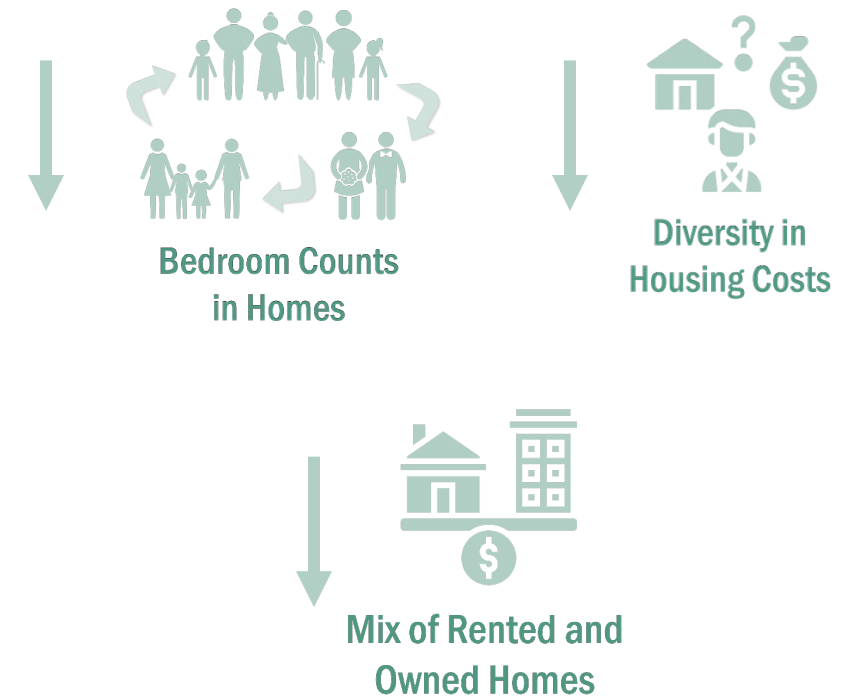 ?
$
Bedroom Counts
in Homes
Diversity in
Housing Costs
$
Mix of Rented and
Owned Homes